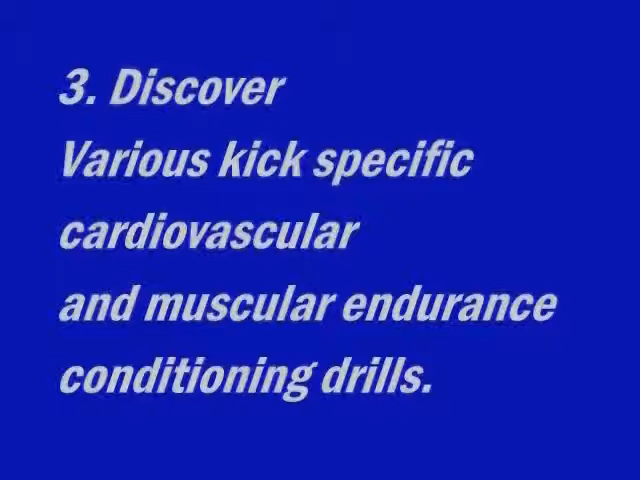 3. Discover
Various kick specific
cardiovascular
and muscular endurance
conditioning drills.